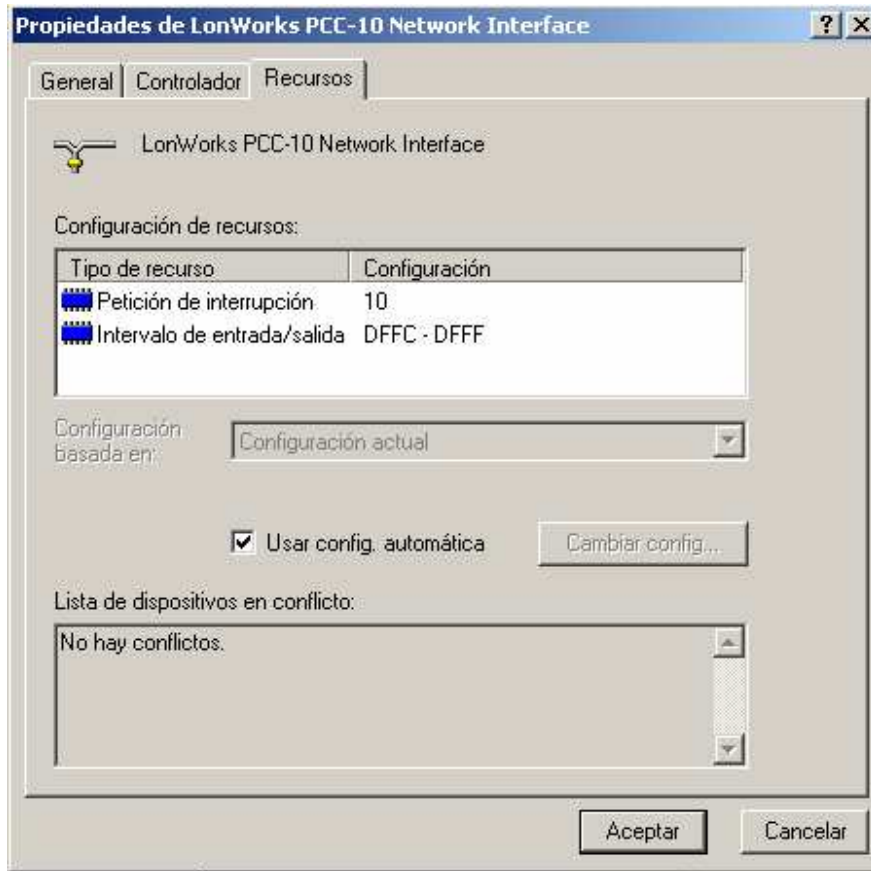 Propiedades de LonWorks PCC-10 Network Interface
General Controlador Recursos
LonWorks PCC-10 Network Interface
Configuración de recursos:
Tipo de recurso Configuración
Petición de interrupción 10
Intervalo de entrada/salida DFFC - DFFF
Configuración
basada en:
Configuración actual
Usar config. automática Cambiar config...
Lista de dispositivos en conflicto:
No hay conflictos.
Aceptar Cancelar